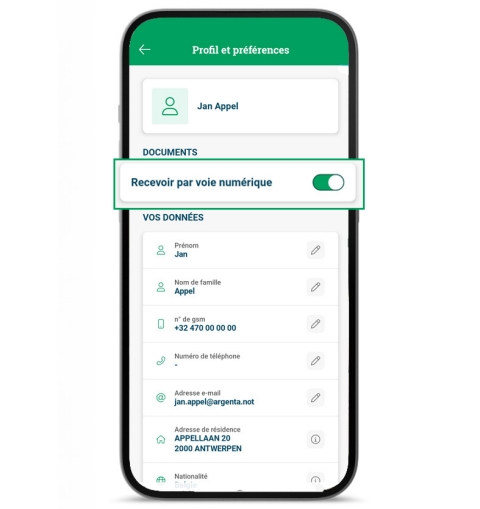 Profil et préférences
Jan Appel
DOCUMENTS
Recevoir par voie numérique
VOS DONNÉES
Prénom
Jan
Nom de famille
Appel
n° de gsm
+32 470 00 00 00
Numéro de téléphone
-
Adresse e-mail
jan.appel@argenta.not
Adresse de résidence
APPELLAAN 20
2000 ANTWERPEN
Nationalité